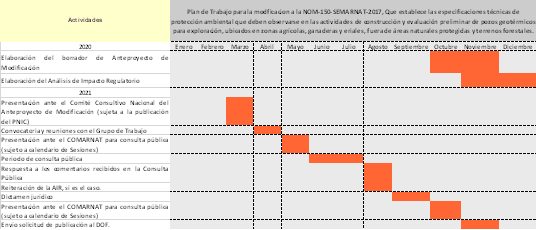 Actividades
Plan de Trabajo para la modificacion a la NOM-150-SEMARNAT-2017, Que establece las especificaciones técnicas de
protección ambiental que deben observarse en las actividades de construcción y evaluación preliminar de pozos geotérmicos
para exploración, ubicados en zonas agrícolas, ganaderas y eriales, fuera de áreas naturales protegidas y terrenos forestales.
2020
Enero Febrero Marzo Abril Mayo Junio Julio Agosto Septiembre Octubre Noviembre Diciembre
Elaboración del borrador de Anteproyecto de
Modificación
Elaboración del Análisis de Impacto Regulatorio
2021
Presentación ante el Comité Consultivo Nacional del
Anteproyecto de Modificación (sujeta a la publicación
del PNIC)
Convocatoria y reuniones con el Grupo de Trabajo
Presentación ante el COMARNAT para consulta pública
(sujeto a calendario de Sesiones)
Periodo de consulta pública
Respuesta a los comentarios recibidos en la Consulta
Pública
Reiteración de la AIR, si es el caso.
Dictamen jurídico
Presentación ante el COMARNAT para consulta pública
(sujeto a calendario de Sesiones)
Envío solicitud de publicación al DOF.